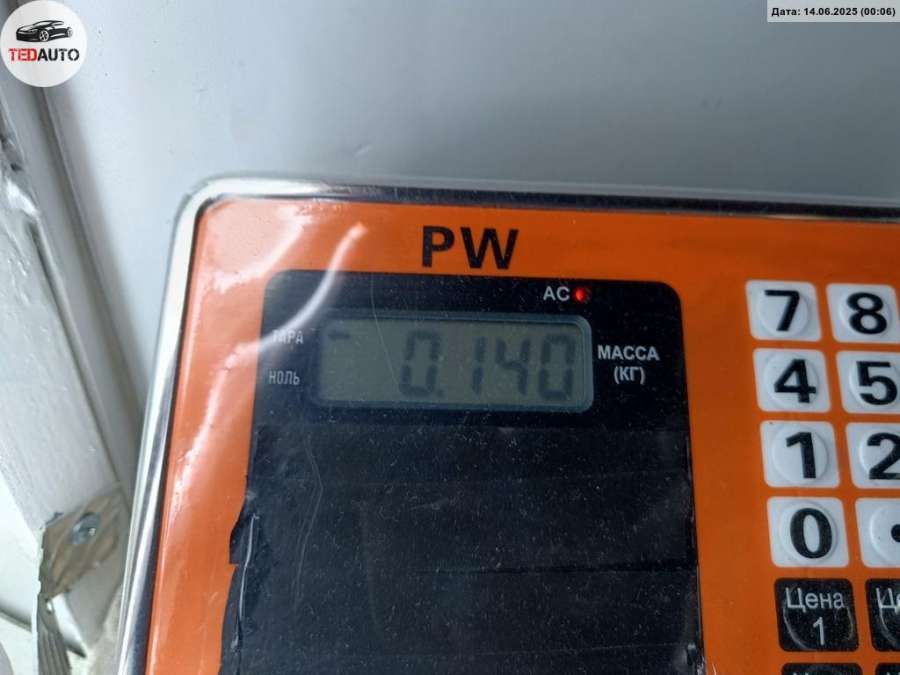 TEDAUTO
Дата: 14.06.2025 (00:06)
PW
AC
ТАРА
НОЛЬ
0.140
МАССА
(КГ)
7 8
4 5
1 2
0 .
Цена
1